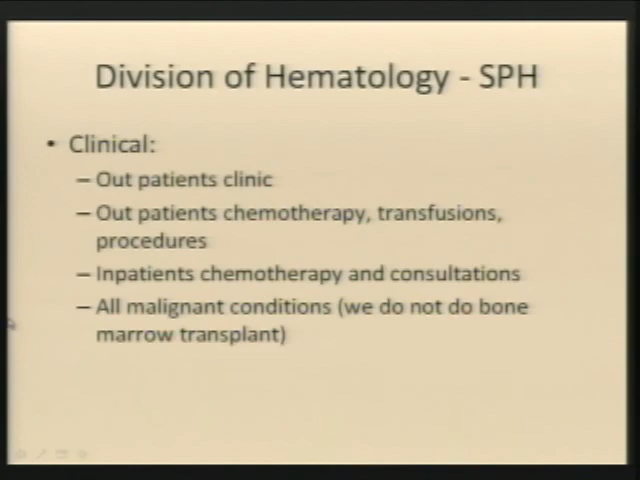 Division of Hematology - SPH
• Clinical:
– Out patients clinic
– Out patients chemotherapy, transfusions,
procedures
– Inpatients chemotherapy and consultations
– All malignant conditions (we do not do bone
marrow transplant)